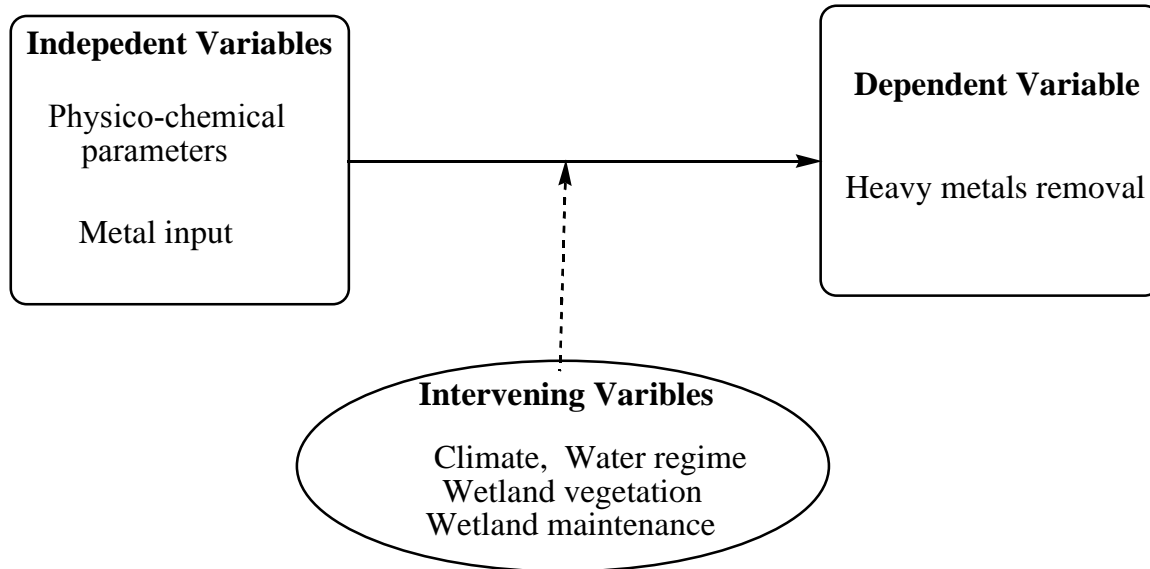 Indepedent Variables
Physico-chemical
parameters
Metal input
Dependent Variable
Heavy metals removal
Intervening Varibles
Climate, Water regime
Wetland vegetation
Wetland maintenance